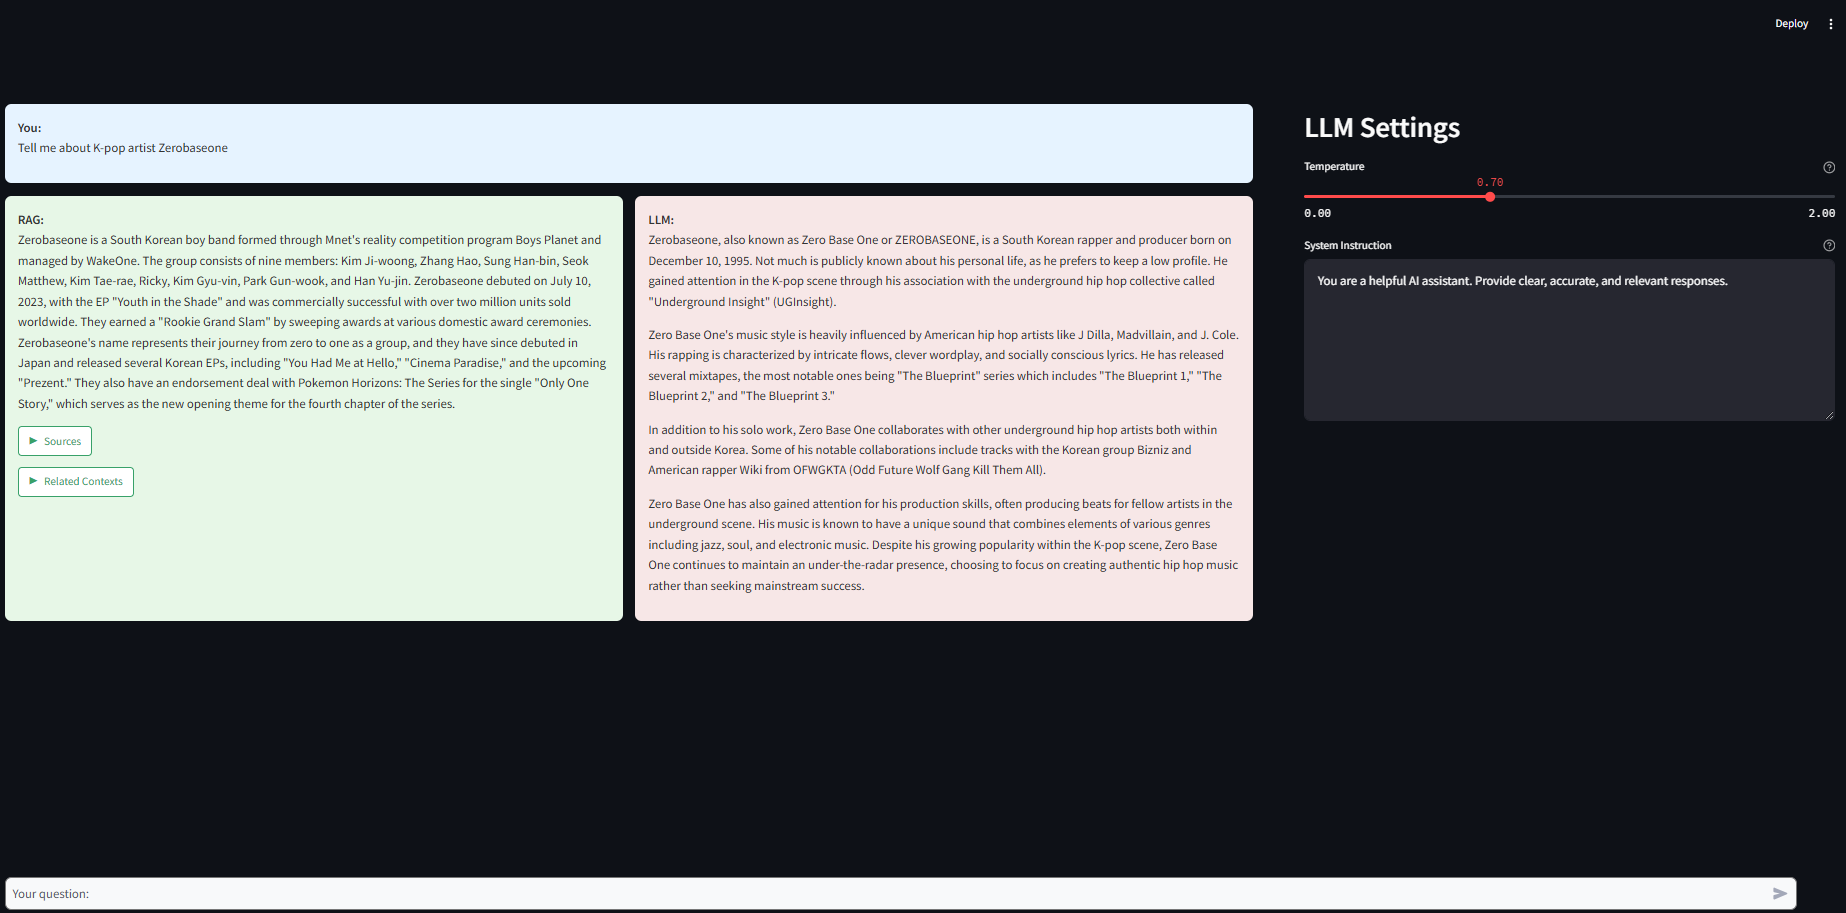 Deploy
You:
Tell me about K-pop artist Zerobaseone
RAG:
Zerobaseone is a South Korean boy band formed through Mnet's reality competition program Boys Planet and
managed by WakeOne. The group consists of nine members: Kim Ji-woong, Zhang Hao, Sung Han-bin, Seok
Matthew, Kim Tae-rae, Ricky, Kim Gyu-vin, Park Gun-wook, and Han Yu-jin. Zerobaseone debuted on July 10,
2023, with the EP "Youth in the Shade" and was commercially successful with over two million units sold
worldwide. They earned a "Rookie Grand Slam" by sweeping awards at various domestic award ceremonies.
Zerobaseone's name represents their journey from zero to one as a group, and they have since debuted in
Japan and released several Korean EPs, including "You Had Me at Hello," "Cinema Paradise," and the upcoming
"Prezent." They also have an endorsement deal with Pokemon Horizons: The Series for the single "Only One
Story," which serves as the new opening theme for the fourth chapter of the series.
Sources
Related Contexts
LLM:
Zerobaseone, also known as Zero Base One or ZEROBASEONE, is a South Korean rapper and producer born on
December 10, 1995. Not much is publicly known about his personal life, as he prefers to keep a low profile. He
gained attention in the K-pop scene through his association with the underground hip hop collective called
"Underground Insight" (UGInsight).
Zero Base One's music style is heavily influenced by American hip hop artists like J Dilla, Madvillain, and J. Cole.
His rapping is characterized by intricate flows, clever wordplay, and socially conscious lyrics. He has released
several mixtapes, the most notable ones being "The Blueprint" series which includes "The Blueprint 1," "The
Blueprint 2," and "The Blueprint 3."
In addition to his solo work, Zero Base One collaborates with other underground hip hop artists both within
and outside Korea. Some of his notable collaborations include tracks with the Korean group Bizniz and
American rapper Wiki from OFWGKTA (Odd Future Wolf Gang Kill Them All).
Zero Base One has also gained attention for his production skills, often producing beats for fellow artists in the
underground scene. His music is known to have a unique sound that combines elements of various genres
including jazz, soul, and electronic music. Despite his growing popularity within the K-pop scene, Zero Base
One continues to maintain an under-the-radar presence, choosing to focus on creating authentic hip hop music
rather than seeking mainstream success.
LLM Settings
Temperature
0.70
0.00 2.00
System Instruction
You are a helpful AI assistant. Provide clear, accurate, and relevant responses.
Your question: